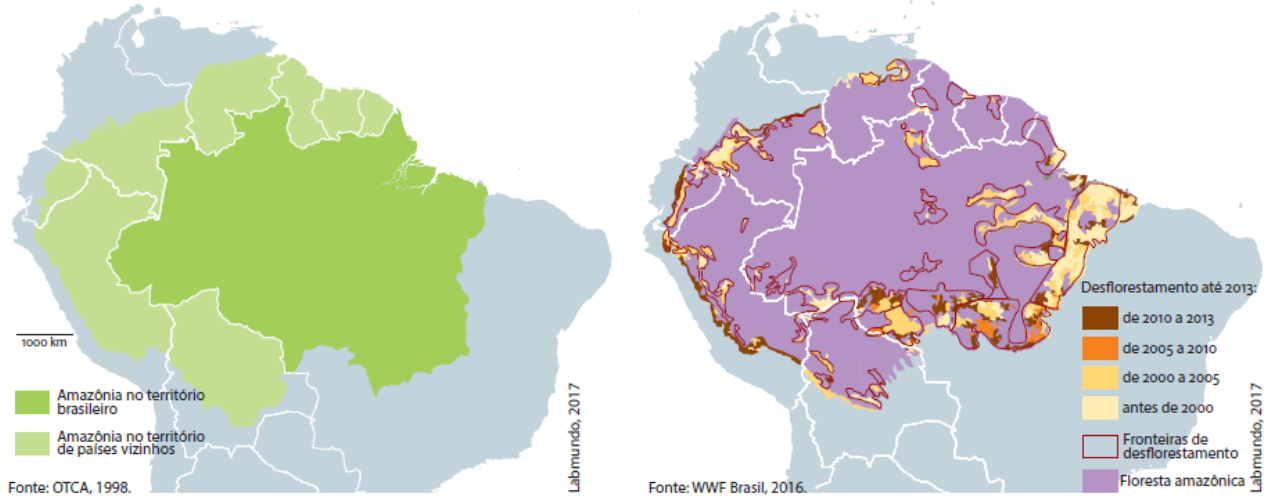 1000 km
Amazônia no território
brasileiro
Amazônia no território
de países vizinhos
Fonte: OTCA, 1998.
Labmundo, 2017
Desflorestamento até 2013:
de 2010 a 2013
de 2005 a 2010
de 2000 a 2005
antes de 2000
Fronteiras de
desflorestamento
Floresta amazônica
Fonte: WWF Brasil, 2016.
Labmundo, 2017